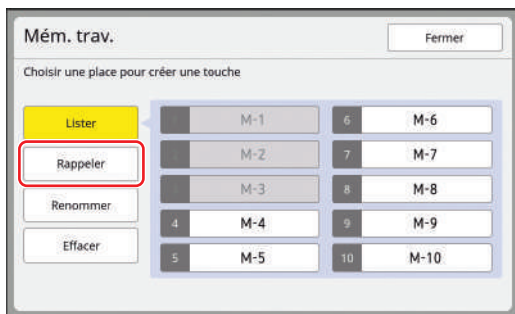 Mém. trav.
Fermer
Choisir une place pour créer une touche
Lister
Rappeler
Renommer
Effacer
M-1
M-2
M-3
4 M-4
5 M-5
6 M-6
7 M-7
8 M-8
9 M-9
10 M-10